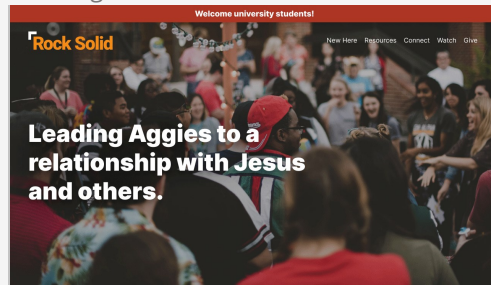 Welcome university students!
Rock Solid
New Here Resources Connect Watch Give
Leading Aggies to a
relationship with Jesus
and others.